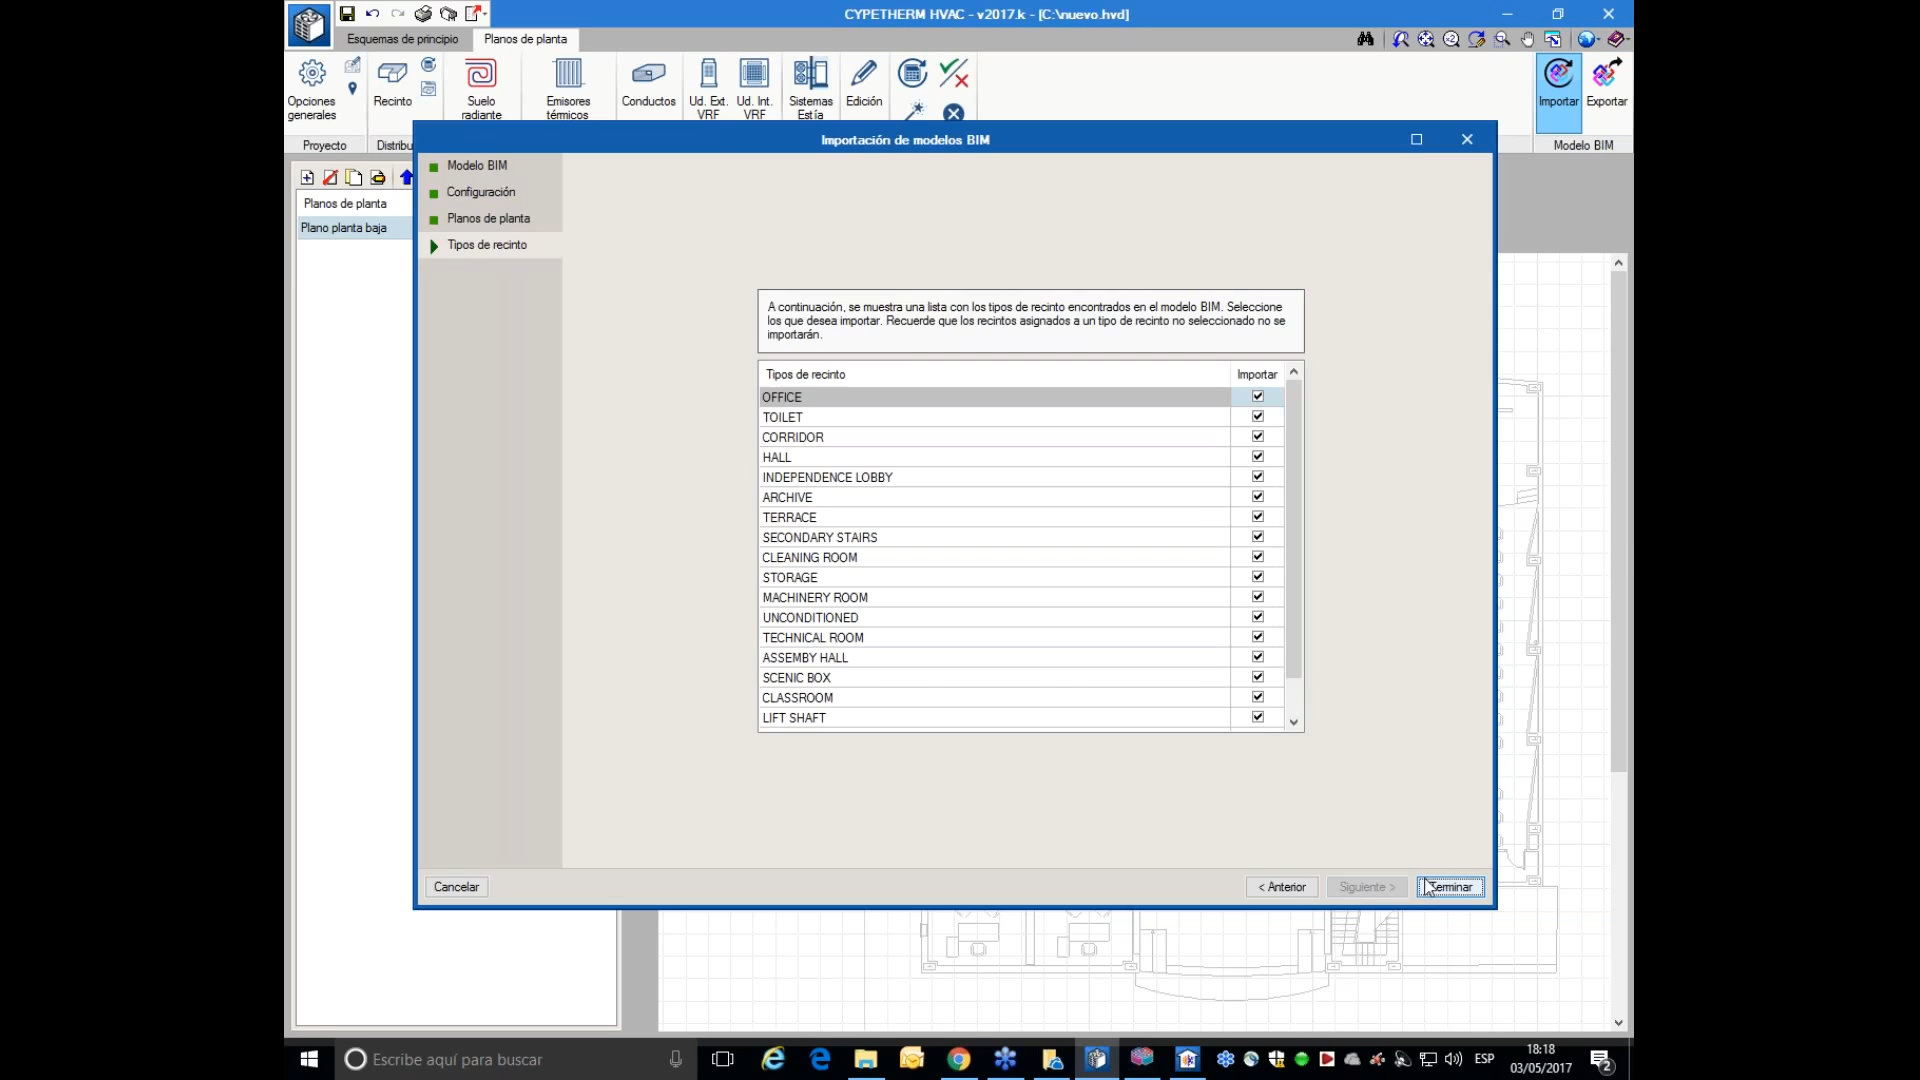 CYPETHERM HVAC - v2017.k - [C:\nuevo.hvd]
Esquemas de principio
Planos de planta
Opciones
generales
Recinto
Suelo
radiante
Emisores
térmicos
Conductos
Ud. Ext.
VRF
Ud. Int.
VRF
Sistemas
Est/a
Edición
Importar
Exportar
Proyecto
Distribu
Modelo BIM
Importación de modelos BIM
Planos de planta
Plano planta baja
Modelo BIM
Configuración
Planos de planta
Tipos de recinto
A continuación, se muestra una lista con los tipos de recinto encontrados en el modelo BIM. Seleccione
los que desea importar. Recuerde que los recintos asignados a un tipo de recinto no seleccionado no se
importarán.
Tipos de recinto Importar
OFFICE
TOILET
CORRIDOR
HALL
INDEPENDENCE LOBBY
ARCHIVE
TERRACE
SECONDARY STAIRS
CLEANING ROOM
STORAGE
MACHINERY ROOM
UNCONDITIONED
TECHNICAL ROOM
ASSEMBY HALL
SCENIC BOX
CLASSROOM
LIFT SHAFT
Cancelar
< Anterior
Siguiente >
Terminar
Escribe aquí para buscar
ESP
18:18
03/05/2017
2